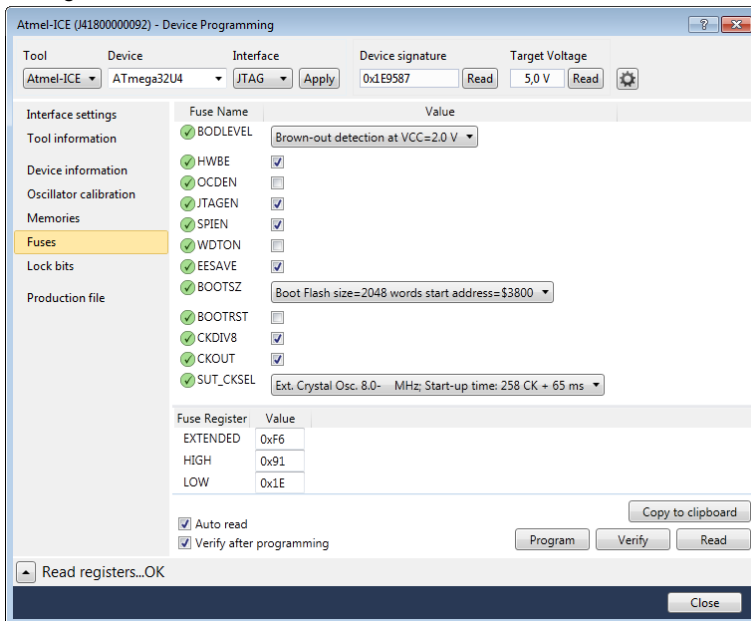 Atmel-ICE (J41800000092) - Device Programming
Tool Device Interface Device signature Target Voltage
Atmel-ICE ATmega32U4 JTAG Apply 0x1E9587 Read 5,0 V Read
Interface settings
Tool information
Device information
Oscillator calibration
Memories
Fuses
Lock bits
Production file
Fuse Name Value
BODLEVEL Brown-out detection at VCC=2.0 V
HWBE
OCDEN
JTAGEN
SPIEN
WDTON
EESAVE
BOOTSZ Boot Flash size=2048 words start address=$3800
BOOTRST
CKDIV8
CKOUT
SUT_CKSEL Ext. Crystal Osc. 8.0- MHz; Start-up time: 258 CK + 65 ms
Fuse Register Value
EXTENDED 0xF6
HIGH 0x91
LOW 0x1E
Copy to clipboard
Auto read
Verify after programming
Program Verify Read
Read registers...OK
Close